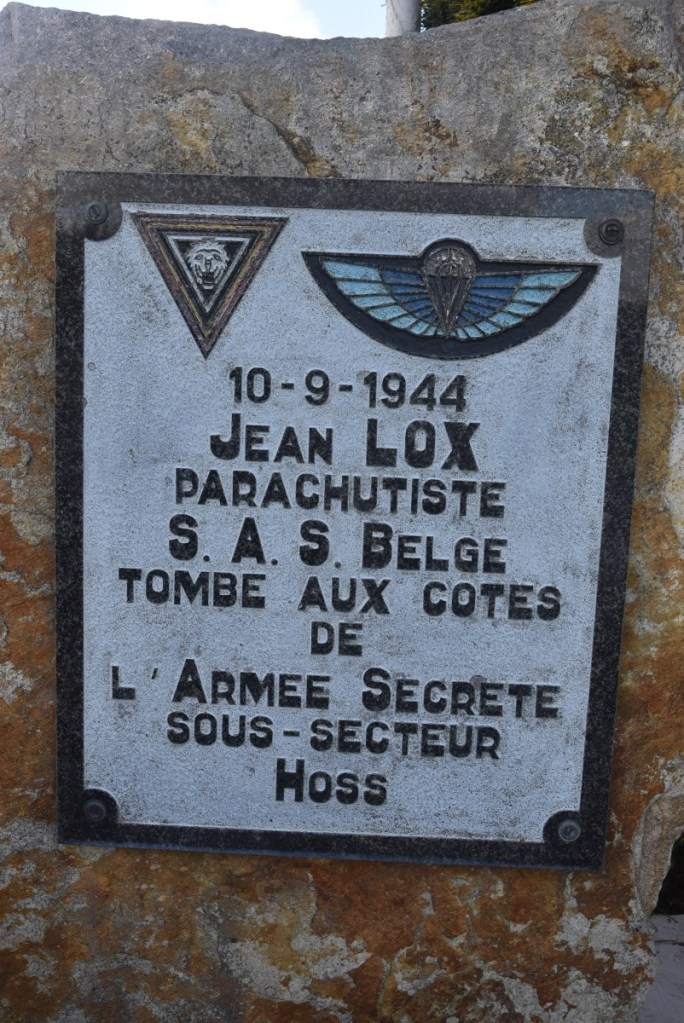 10-9-1944
JEAN LOX
PARACHUTISTE
S. A. S. BELGE
TOMBE AUX COTES
DE
L'ARMEE SECRETE
SOUS-SECTEUR
HOSS